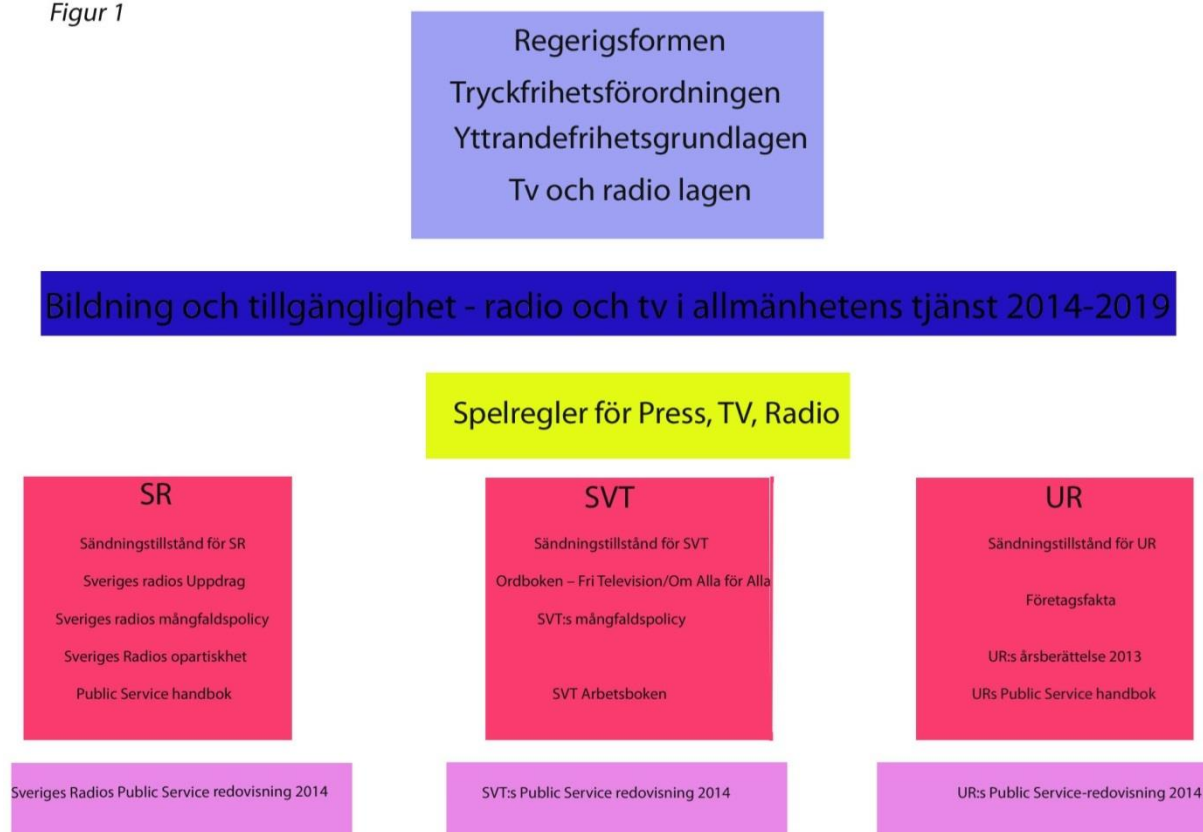 Figur 1
Regerigsformen
Tryckfrihetsförordningen
Yttrandefrihetsgrundlagen
Tv och radio lagen
Bildning och tillgänglighet - radio och tv i allmänhetens tjänst 2014-2019
Spelregler för Press, TV, Radio
SR
Sändningstillstånd för SR
Sveriges radios Uppdrag
Sveriges radios mångfaldspolicy
Sveriges Radios opartiskhet
Public Service handbok
SVT
Sändningstillstånd för SVT
Ordboken – Fri Television/Om Alla för Alla
SVT:s mångfaldspolicy
SVT Arbetsboken
UR
Sändningstillstånd för UR
Företagsfakta
UR:s årsberättelse 2013
URs Public Service handbok
Sveriges Radios Public Service redovisning 2014
SVT:s Public Service redovisning 2014
UR:s Public Service-redovisning 2014